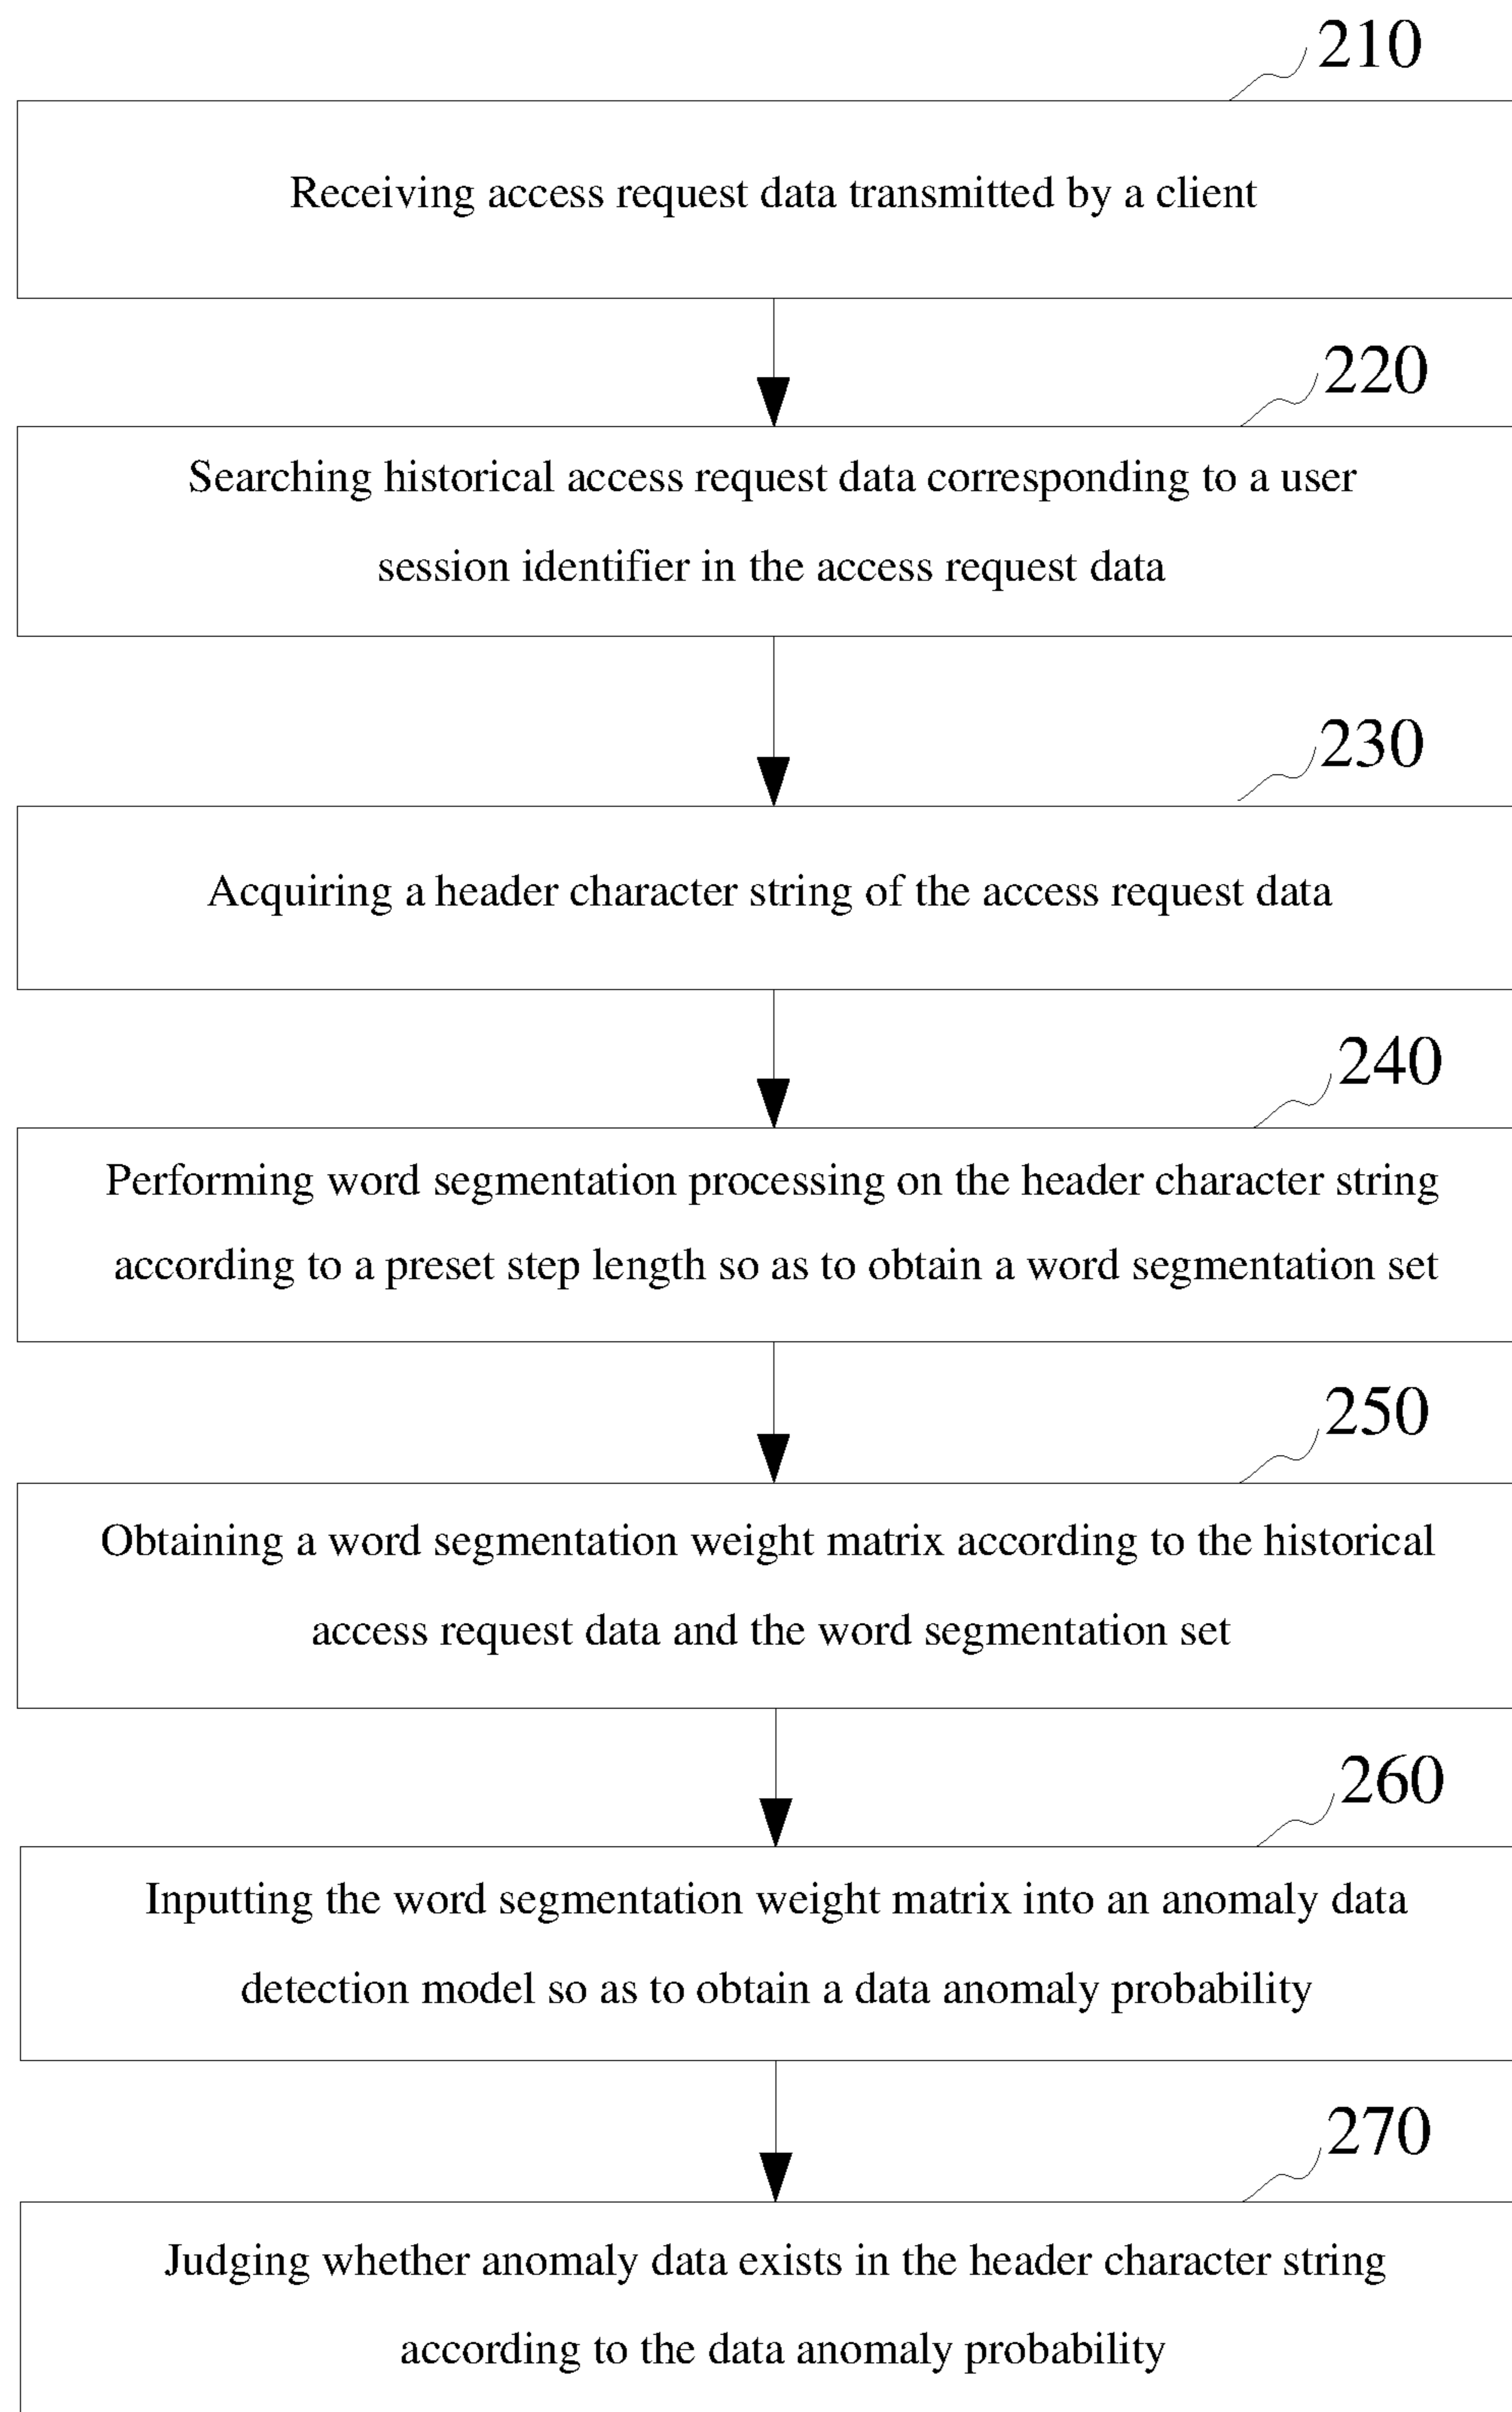 210
Receiving access request data transmitted by a client
220
Searching historical access request data corresponding to a user
session identifier in the access request data
230
Acquiring a header character string of the access request data
240
Performing word segmentation processing on the header character string
according to a preset step length so as to obtain a word segmentation set
250
Obtaining a word segmentation weight matrix according to the historical
access request data and the word segmentation set
260
Inputting the word segmentation weight matrix into an anomaly data
detection model so as to obtain a data anomaly probability
270
Judging whether anomaly data exists in the header character string
according to the data anomaly probability